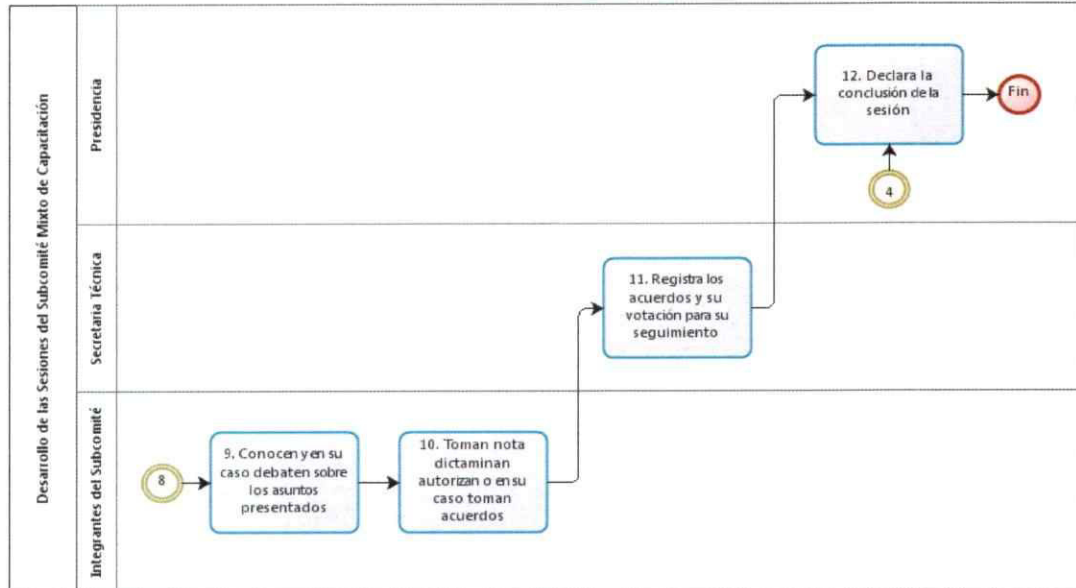 Desarrollo de las Sesiones del Subcomité Mixto de Capacitación
Presidencia
12. Declara la
conclusión de la
sesión
Fin
4
Secretaria Técnica
11. Registra los
acuerdos y su
votación para su
seguimiento
Integrantes del Subcomité
8
9. Conocen y en su
caso debaten sobre
los asuntos
presentados
10. Toman nota
dictaminan
autorizan o en su
caso toman
acuerdos